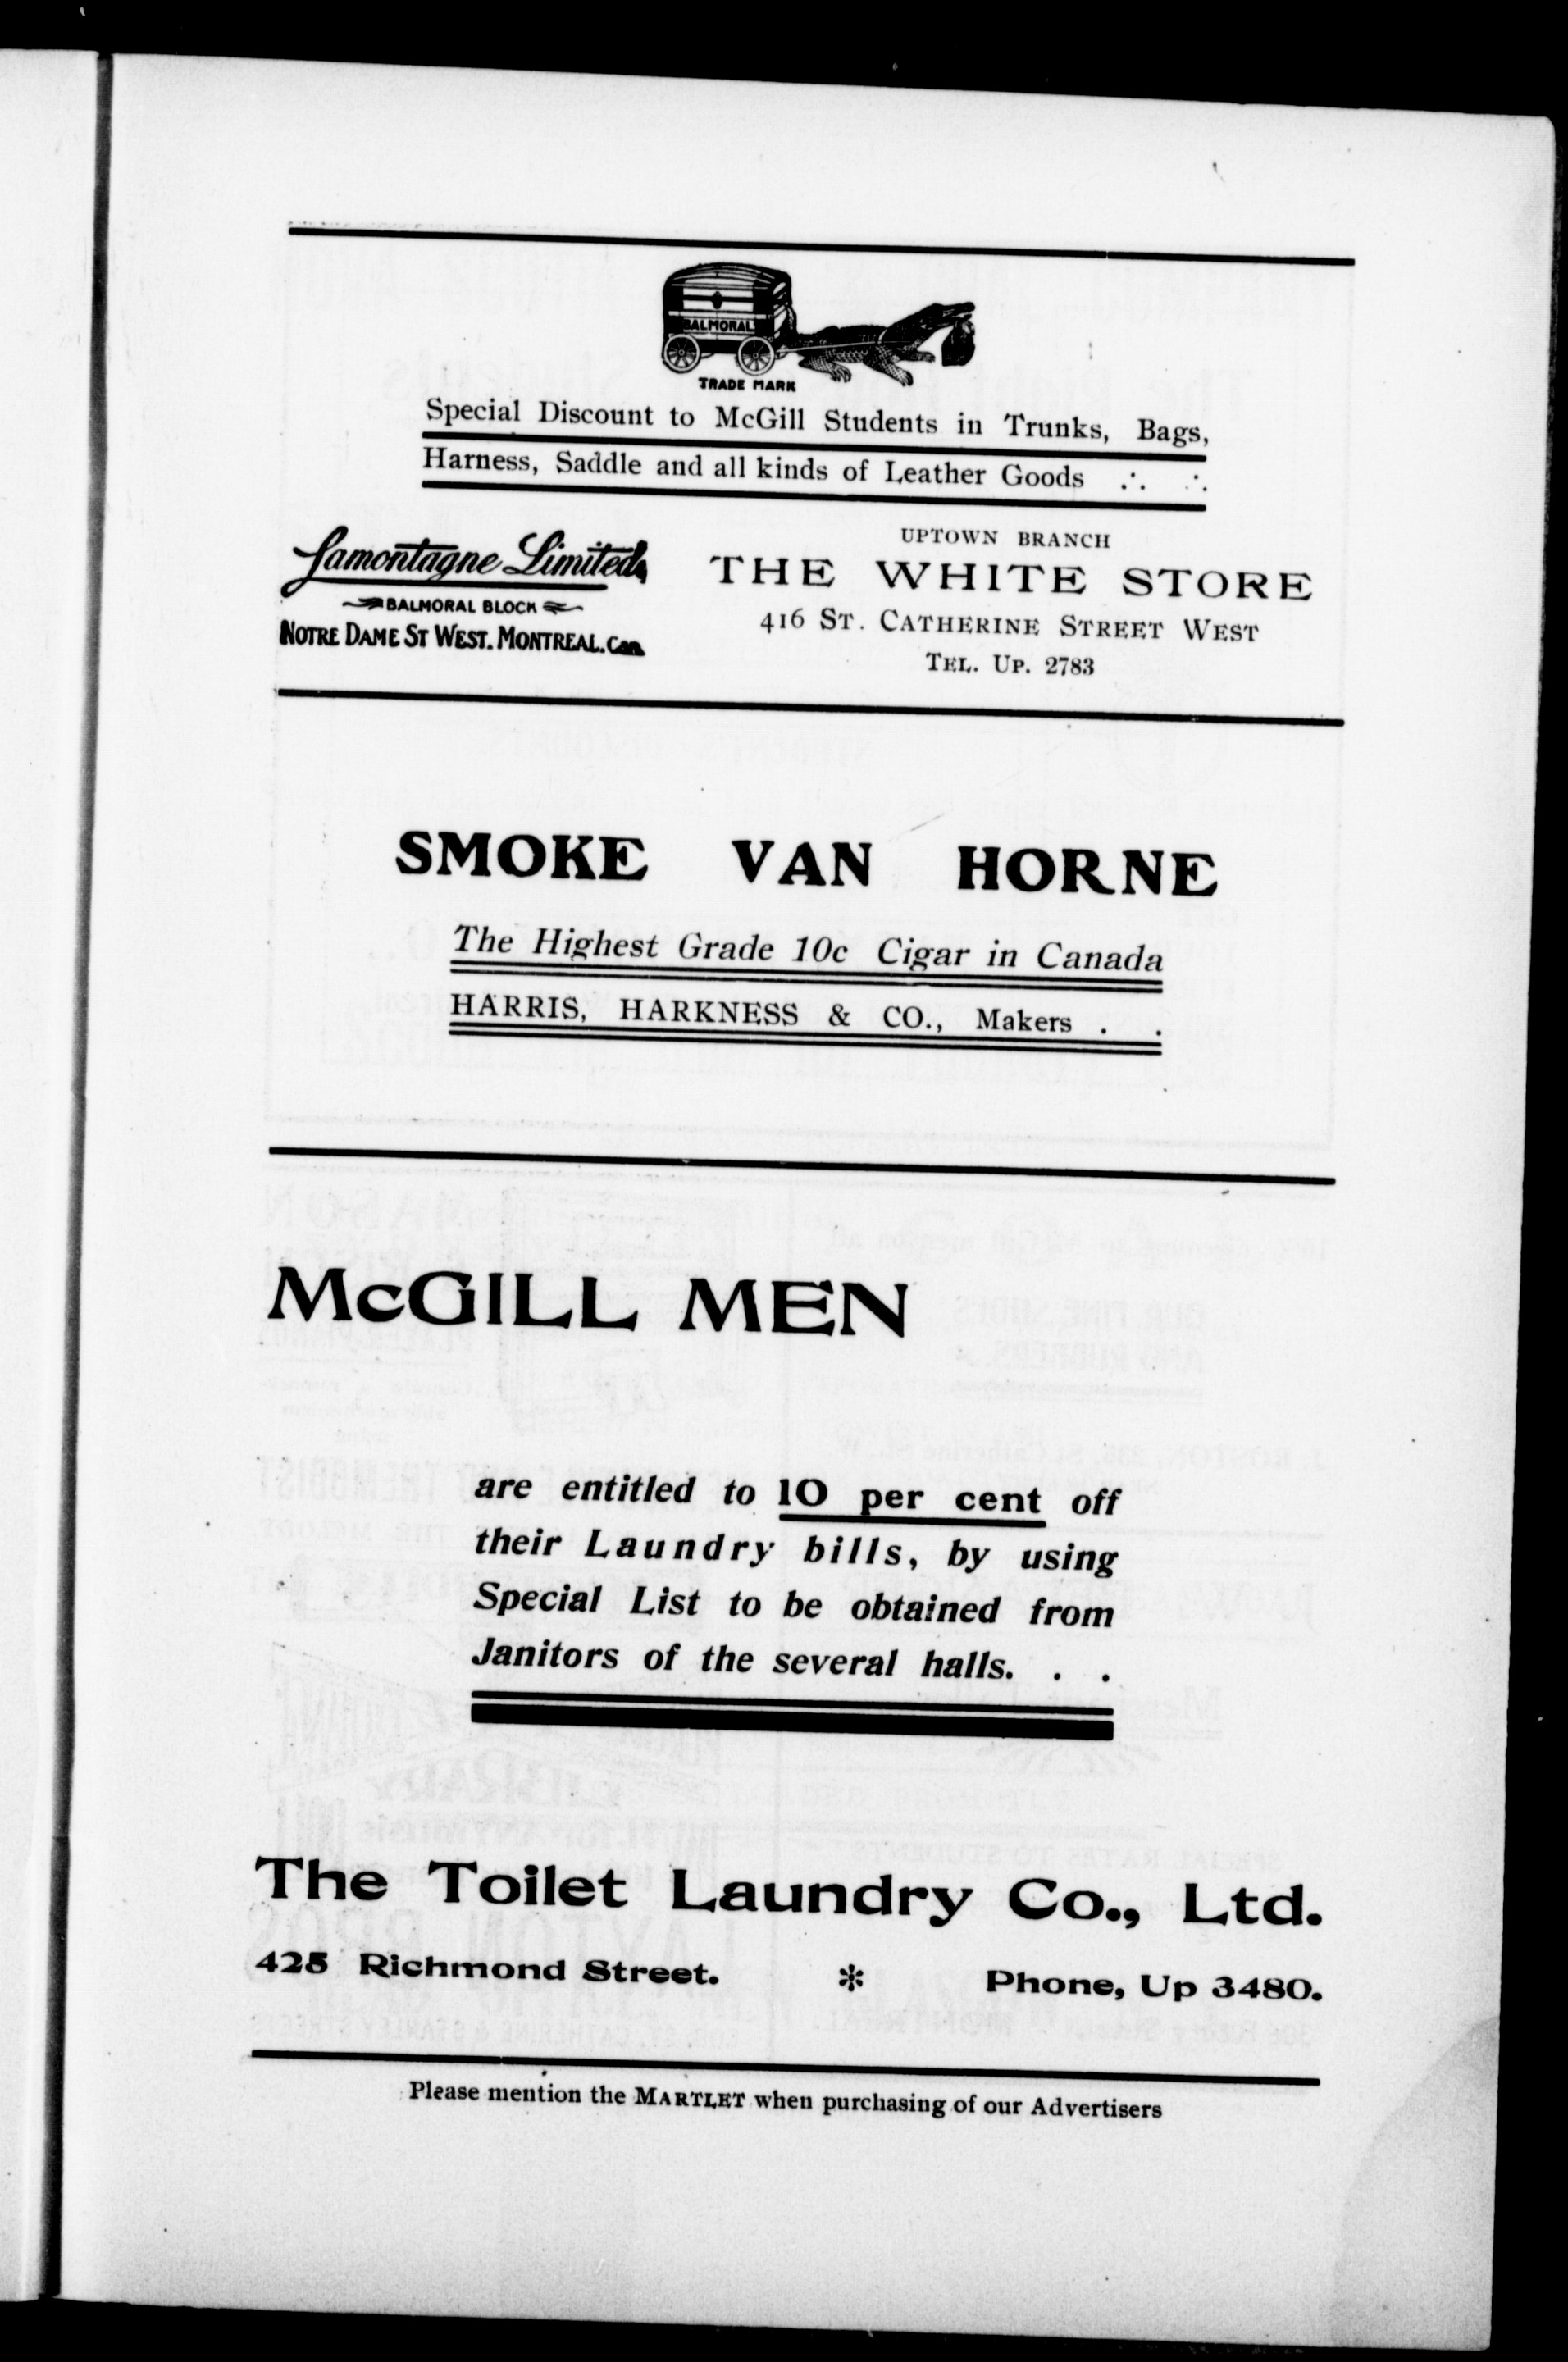 BALMORAL
TRADE MARK
Special Discount to McGill Students in Trunks, Bags,
Harness, Saddle and all kinds of Leather Goods ∴ ∴
Lamontagne Limited
BALMORAL BLOCK
NOTRE DAME ST WEST. MONTREAL. Can.
UPTOWN BRANCH
THE WHITE STORE
416 ST. CATHERINE STREET WEST
TEL. UP. 2783
SMOKE VAN HORNE
The Highest Grade 10c Cigar in Canada
HARRIS, HARKNESS & CO., Makers . .
McGILL MEN
are entitled to 10 per cent off
their Laundry bills, by using
Special List to be obtained from
Janitors of the several halls. . .
The Toilet Laundry Co., Ltd.
425 Richmond Street. * Phone, Up 3480.
Please mention the MARTLET when purchasing of our Advertisers